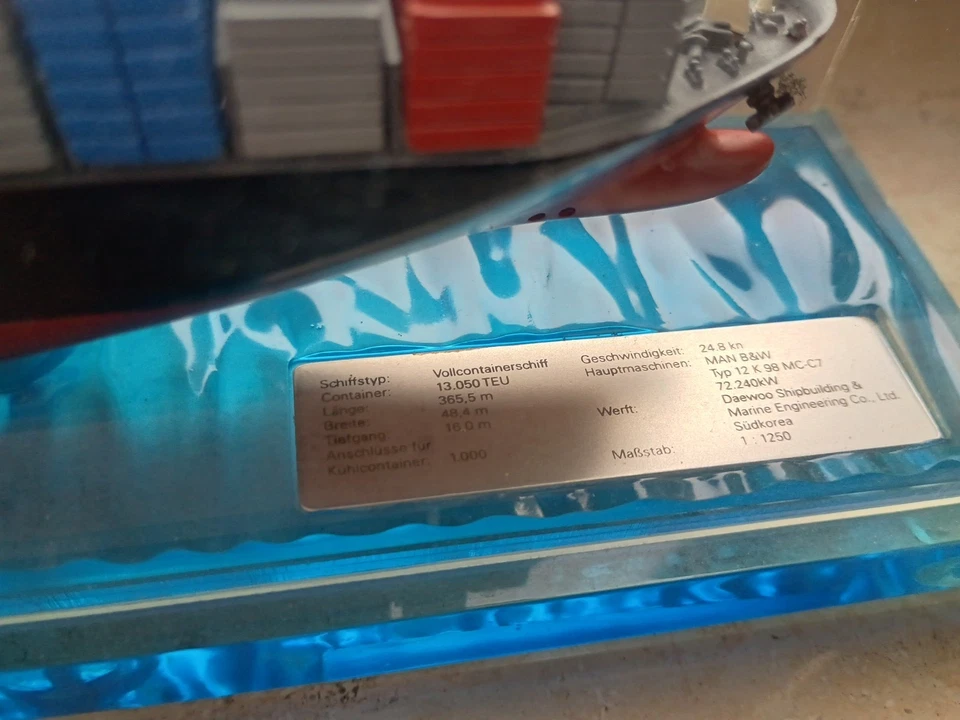 Schiffstyp: Vollcontainerschiff
Container: 13.050 TEU
Länge: 365,5 m
Breite: 48,4 m
Tiefgang 16.0 m
Anschlüsse für
Kühlcontainer: 1.000
Geschwindigkeit: 24.8 kn
Hauptmaschinen: MAN B&W
Typ 12 K 98 MC-C7
72.240kW
Werft: Daewoo Shipbuilding &
Marine Engineering Co., Ltd.
Südkorea
Maßstab: 1 : 1250